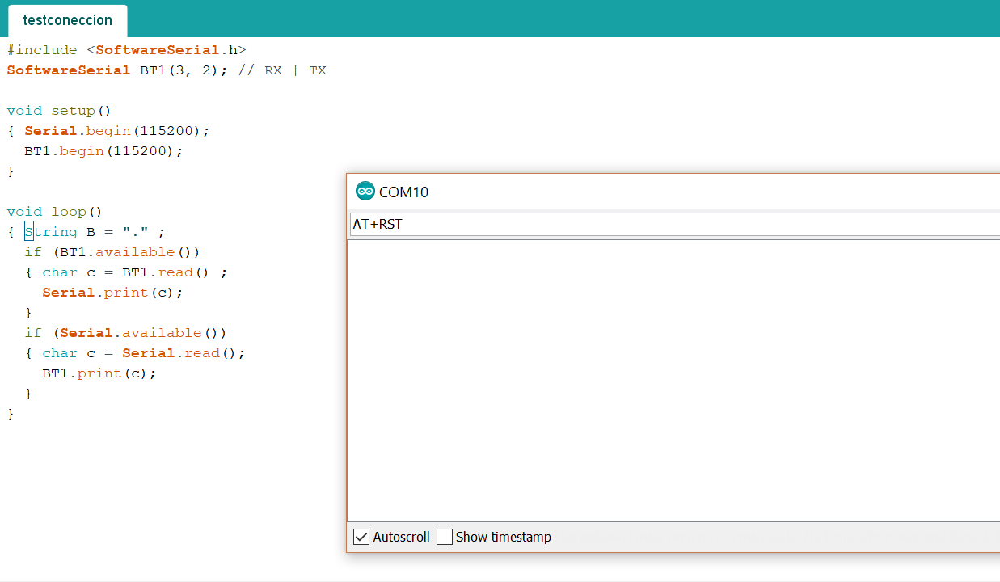 testconeccion
#include <SoftwareSerial.h>
SoftwareSerial BT1(3, 2); // RX | TX
void setup()
{ Serial.begin(115200);
  BT1.begin(115200);
}
void loop()
{ String B = "." ;
  if (BT1.available())
  { char c = BT1.read() ;
    Serial.print(c);
  }
  if (Serial.available())
  { char c = Serial.read();
    BT1.print(c);
  }
}
COM10
AT+RST
Autoscroll Show timestamp